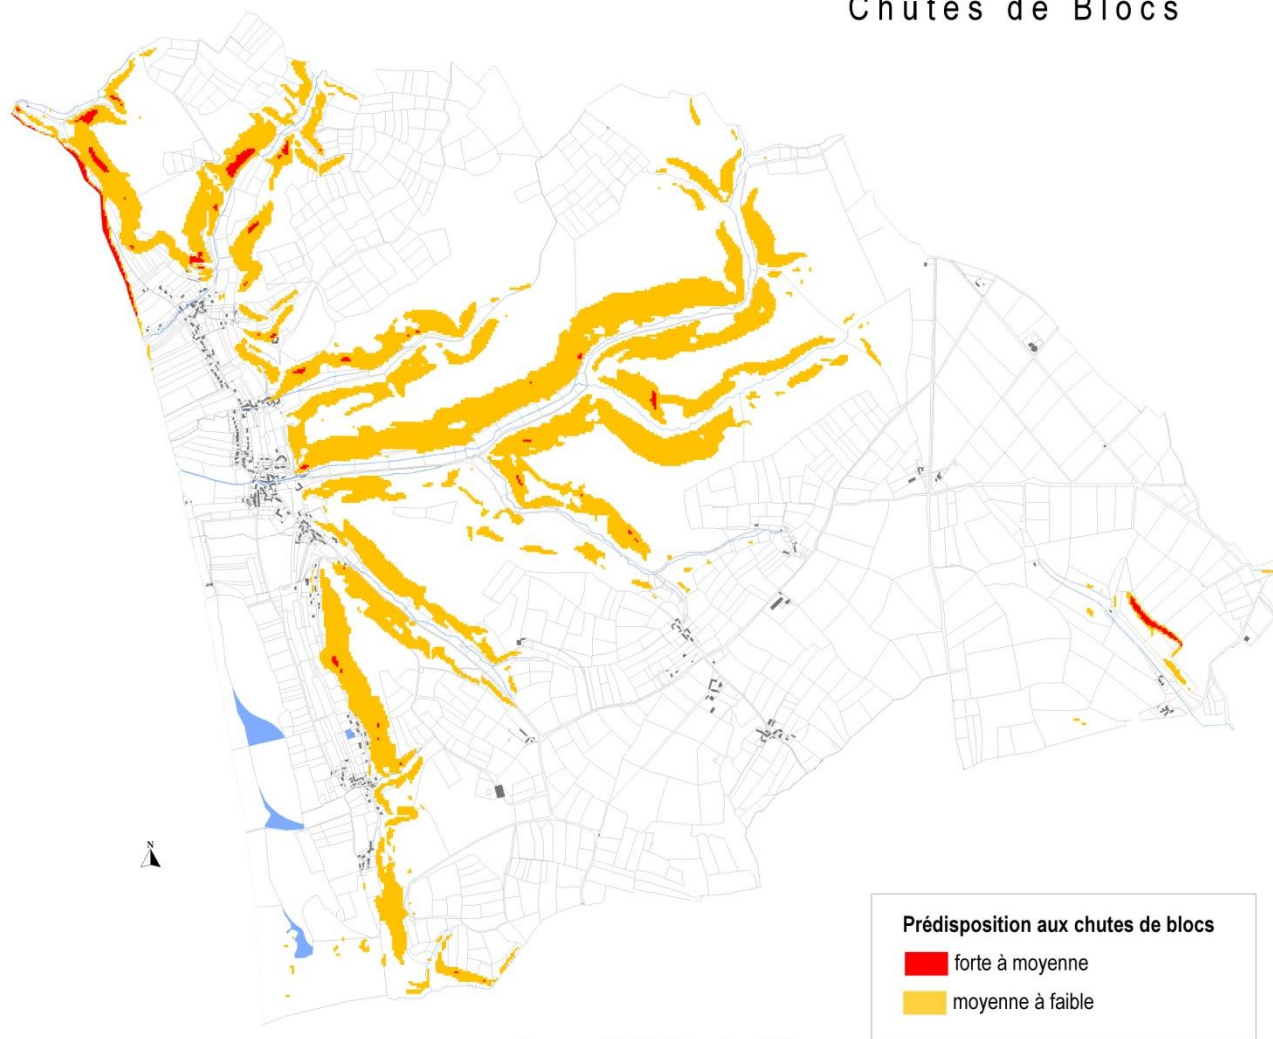 Chutes de Blocs
N
Prédisposition aux chutes de blocs
forte à moyenne
moyenne à faible